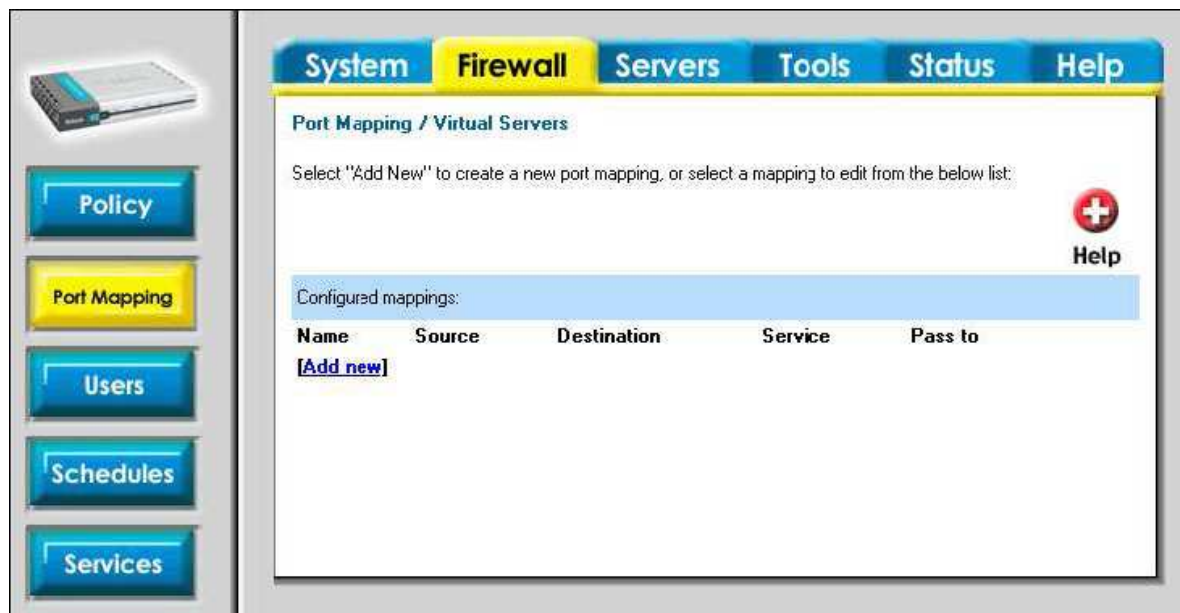 System Firewall Servers Tools Status Help
Port Mapping / Virtual Servers
Select "Add New" to create a new port mapping, or select a mapping to edit from the below list:
Help
Configured mappings:
Name Source Destination Service Pass to
[Add new]
Policy
Port Mapping
Users
Schedules
Services